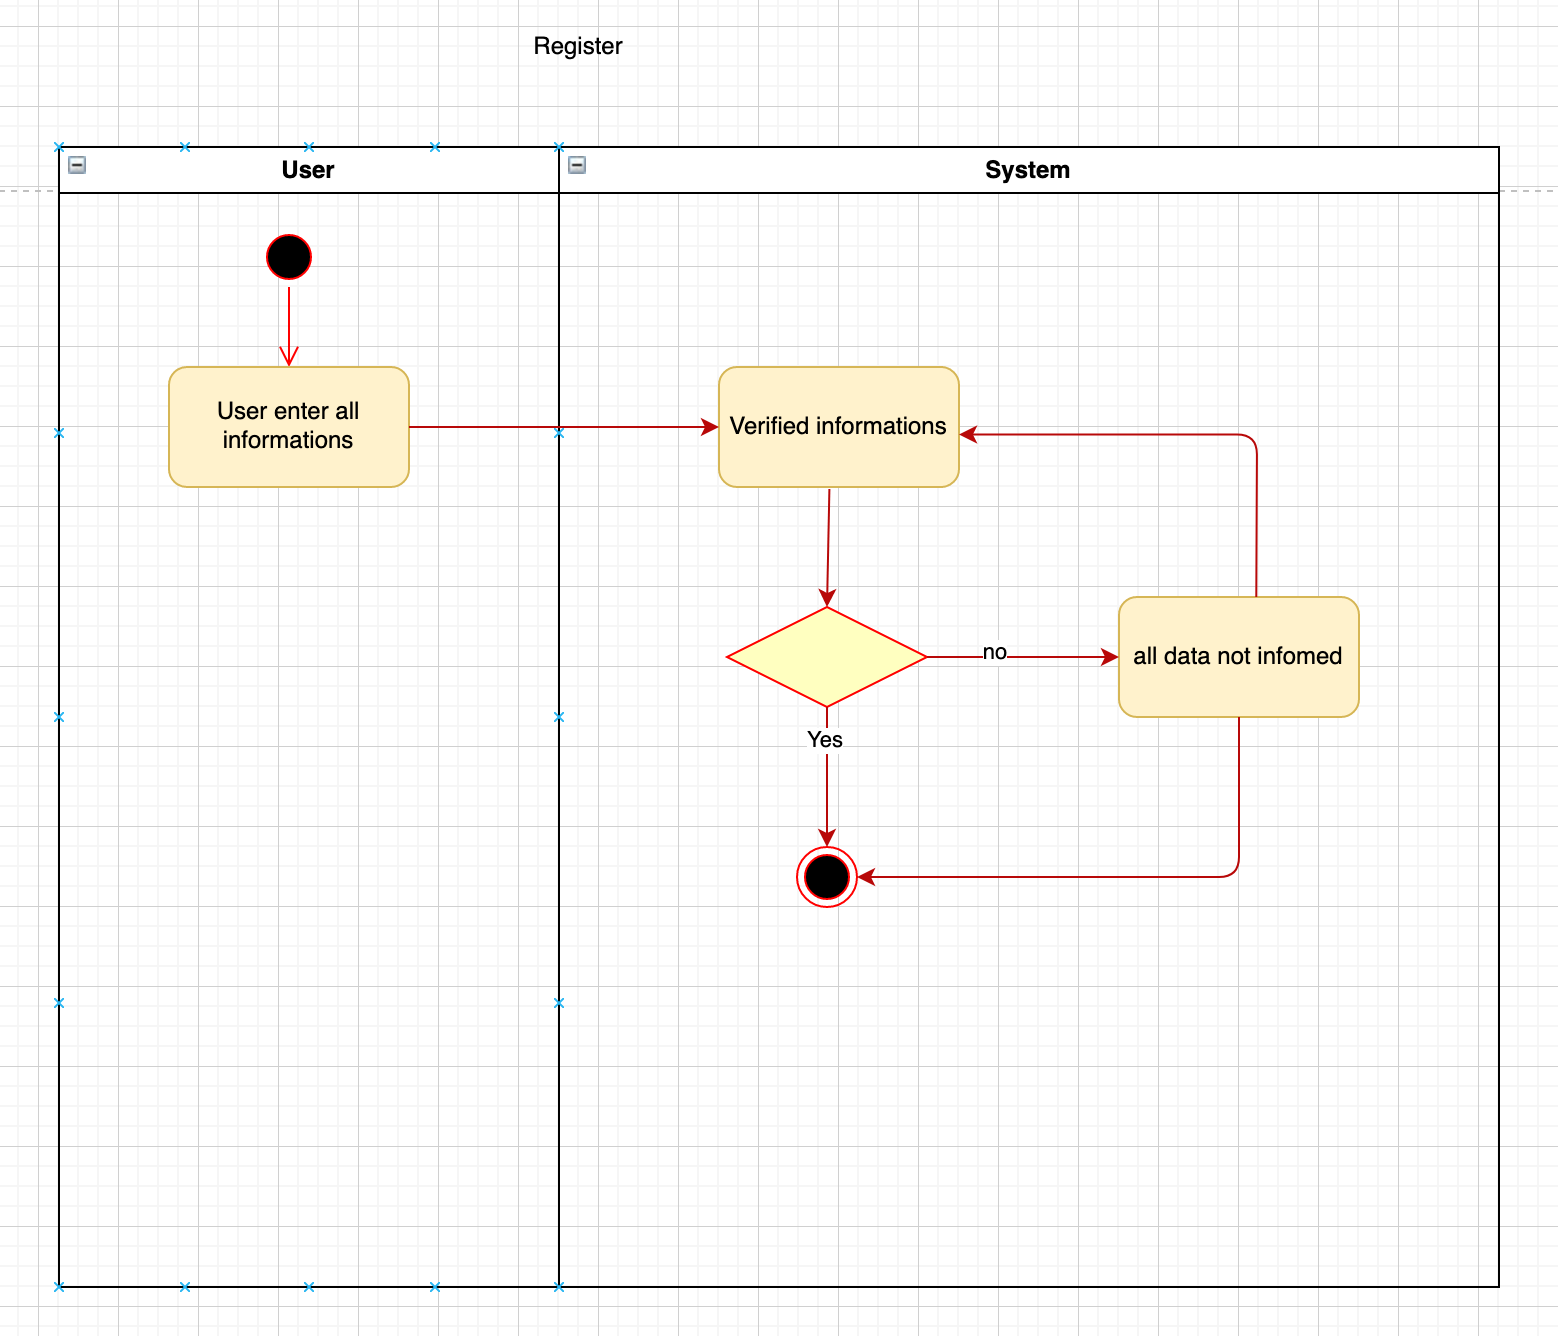 Register
User
System
User enter all
informations
Verified informations
no
all data not infomed
Yes